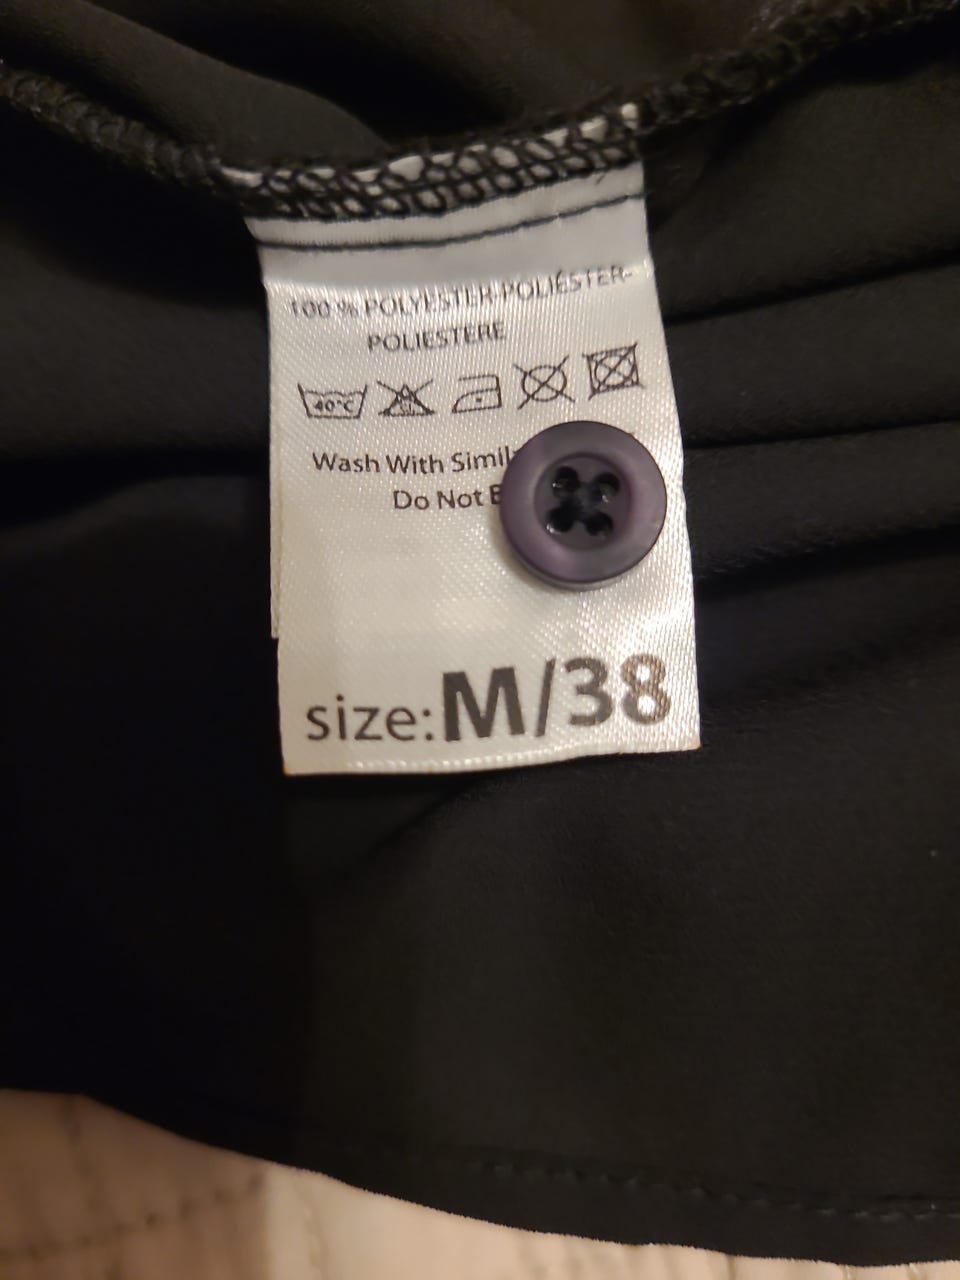 100 % POLYESTER-POLIÉSTER-
POLIESTERE
40°C
Wash With
Do Not
size: M/38